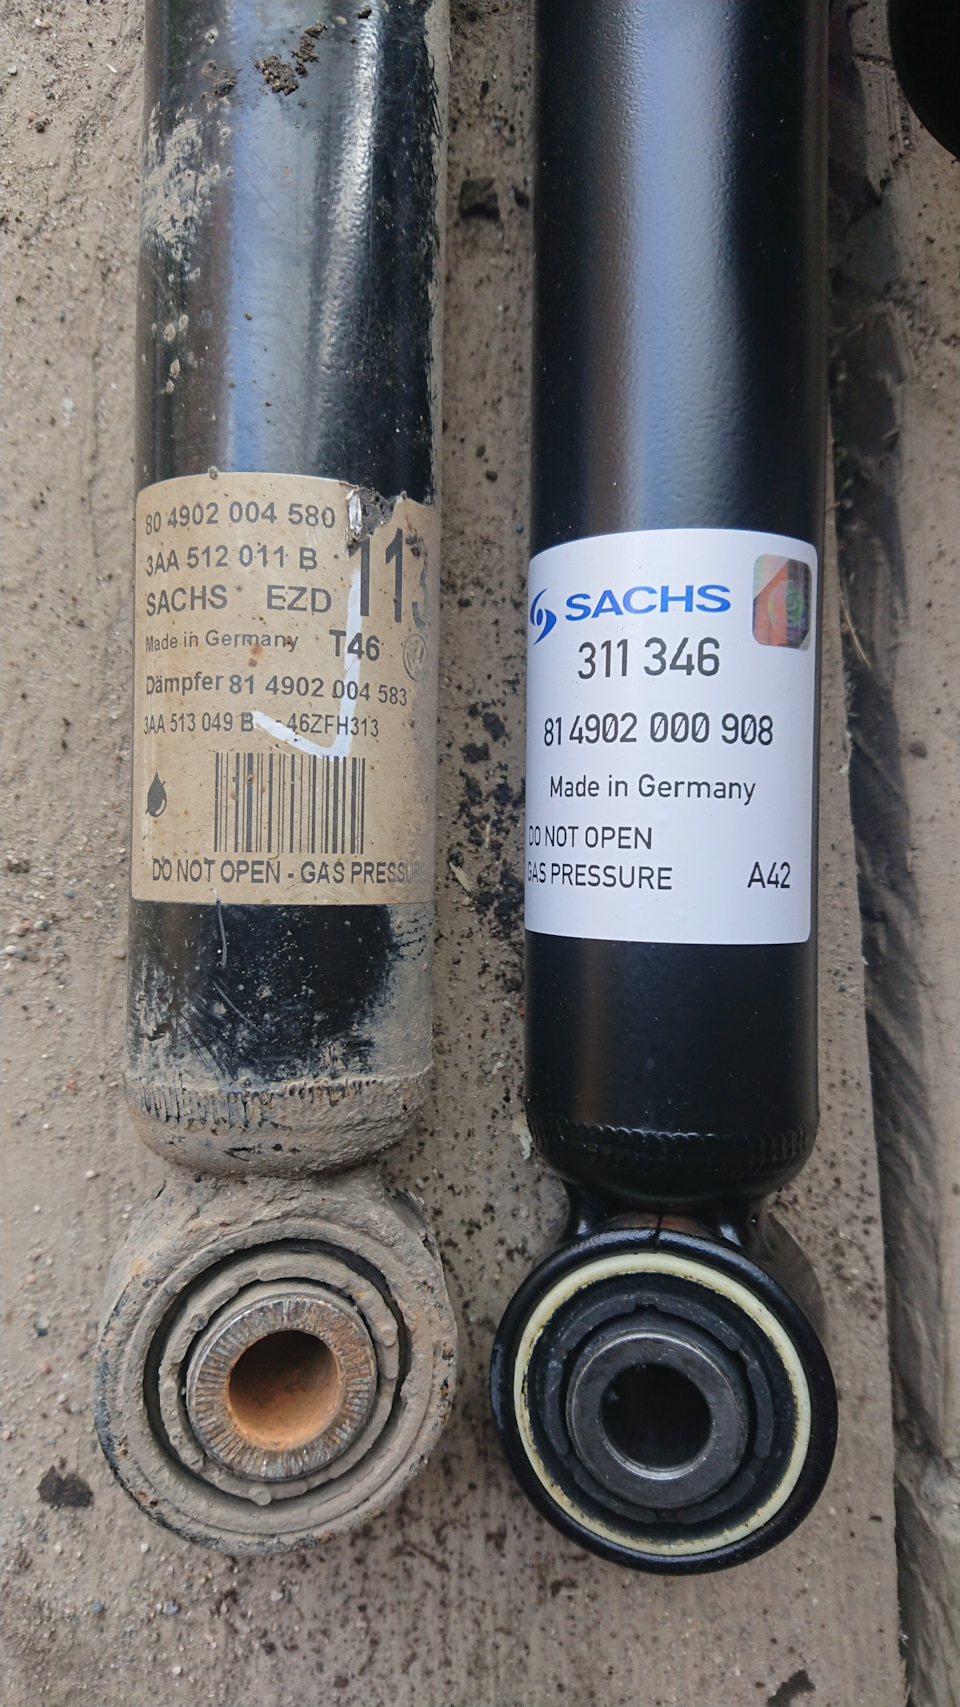 80 4902 004 580
3AA 512 011 B
113
SACHS EZD
Made in Germany T46
Dämpfer 81 4902 004 583
3AA 513 049 B - 46ZFH313
DO NOT OPEN - GAS PRESSUR
SACHS
311 346
81 4902 000 908
Made in Germany
DO NOT OPEN
GAS PRESSURE A42